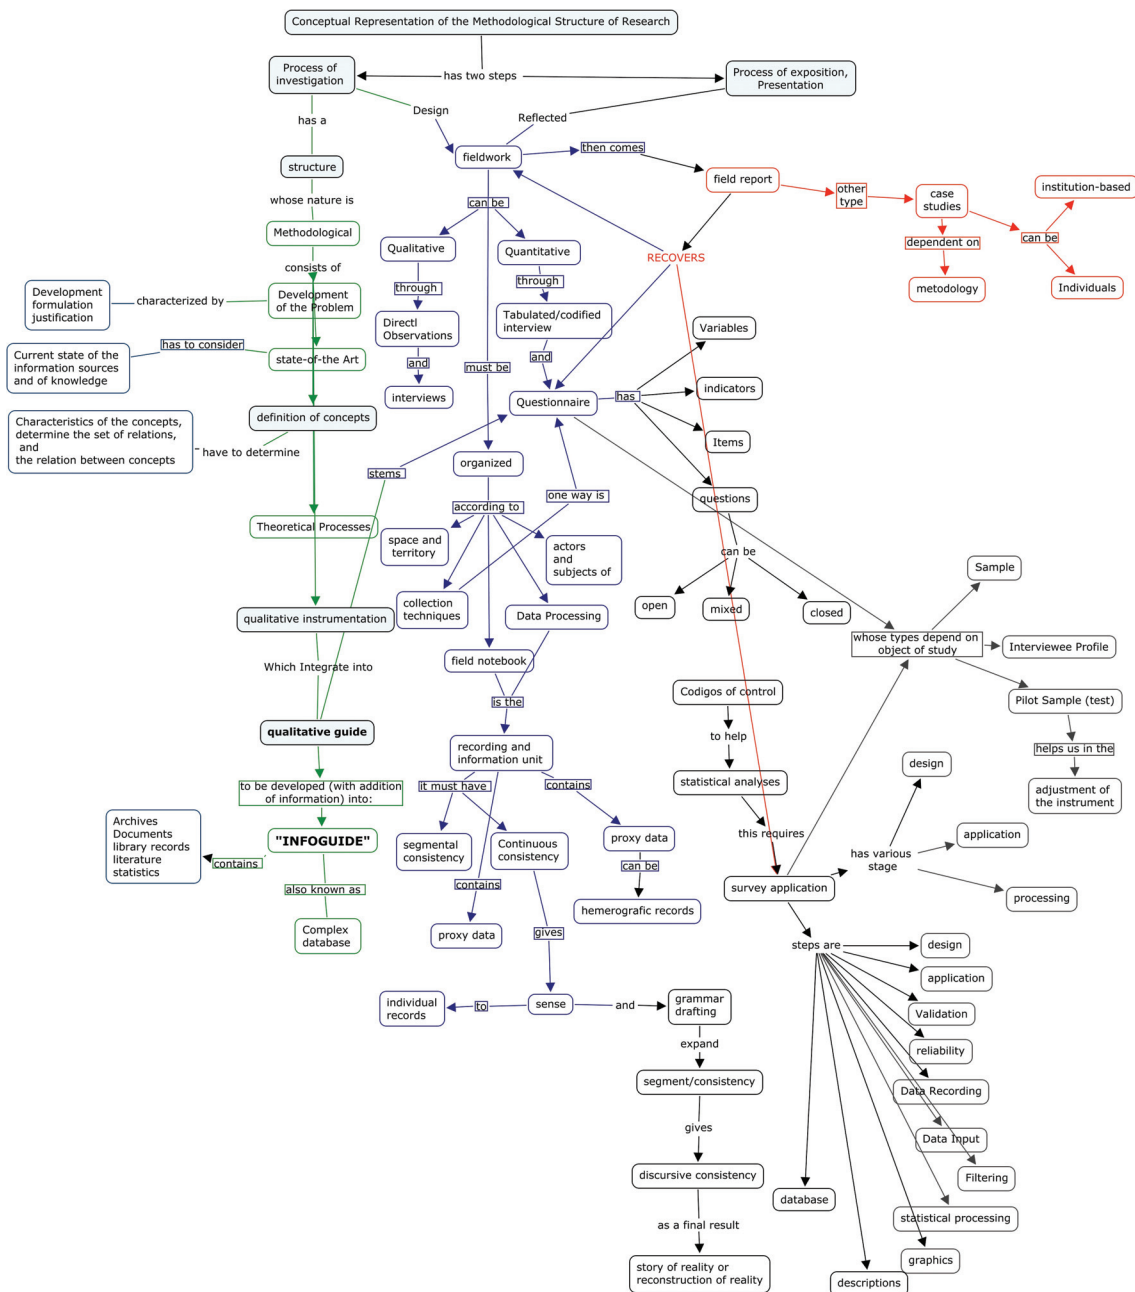 Conceptual Representation of the Methodological Structure of Research
has two steps
Process of
investigation
Process of exposition,
Presentation
Design
Reflected
has a
fieldwork
then comes
structure
field report
other
type
case
studies
institution-based
whose nature is
can be
can be
dependent on
Methodological
Qualitative
Quantitative
RECOVERS
metodology
Individuals
consists of
through
through
Development
formulation
justification
characterized by
Development
of the Problem
Directl
Observations
Tabulated/codified
interview
Variables
Current state of the
information sources
and of knowledge
has to consider
state-of-the Art
and
and
must be
interviews
Questionnaire
has
indicators
Characteristics of the concepts,
determine the set of relations,
and
the relation between concepts
have to determine
definition of concepts
Items
stems
organized
one way is
questions
according to
Theoretical Processes
space and
territory
actors
and
subjects of
can be
Sample
collection
techniques
Data Processing
open
mixed
closed
qualitative instrumentation
whose types depend on
object of study
Interviewee Profile
Which Integrate into
field notebook
is the
Codigos of control
Pilot Sample (test)
qualitative guide
to help
recording and
information unit
helps us in the
design
to be developed (with addition
of information) into:
it must have
contains
statistical analyses
adjustment of
the instrument
Archives
Documents
library records
literature
statistics
contains
"INFOGUIDE"
segmental
consistency
Continuous
consistency
proxy data
can be
this requires
has various
stage
application
also known as
contains
survey application
processing
hemerografic records
Complex
database
proxy data
gives
steps are
design
application
individual
records
to
sense
and
grammar
drafting
Validation
expand
reliability
segment/consistency
Data Recording
gives
Data Input
discursive consistency
Filtering
database
as a final result
statistical processing
story of reality or
reconstruction of reality
graphics
descriptions